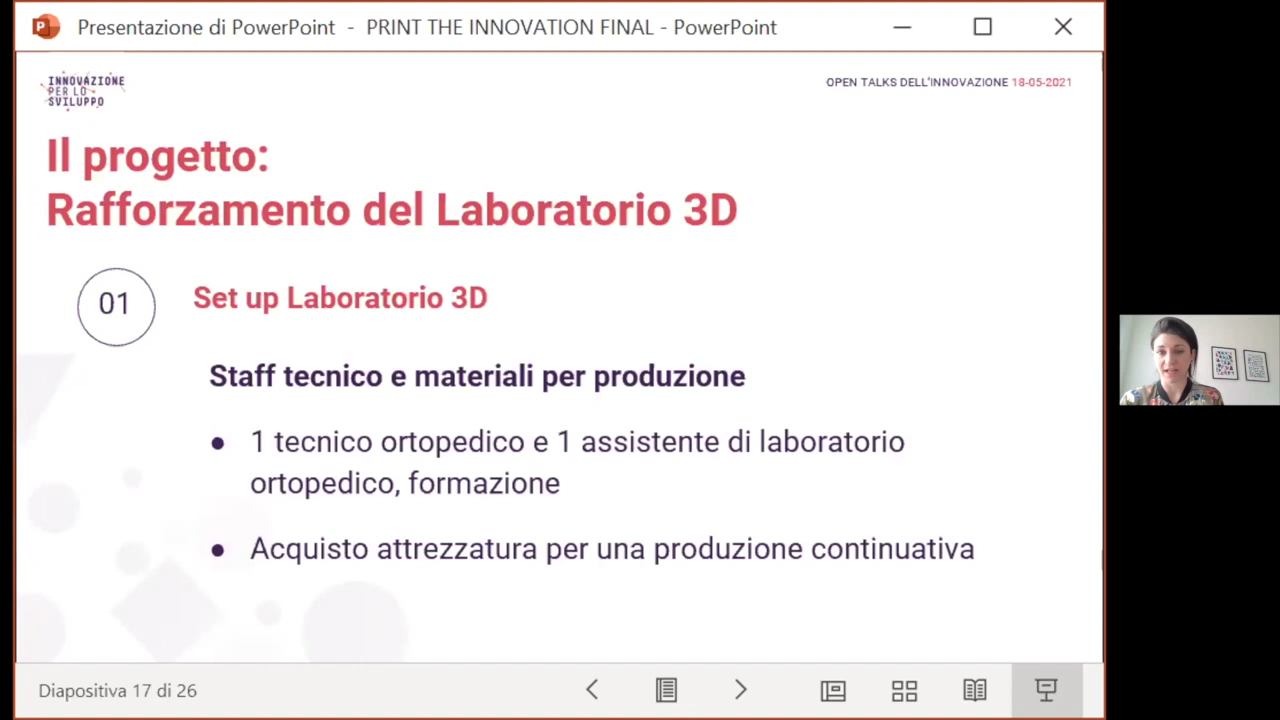 Presentazione di PowerPoint - PRINT THE INNOVATION FINAL - PowerPoint
INNOVAZIONE
PER LO
SVILUPPO
OPEN TALKS DELL'INNOVAZIONE 18-05-2021
Il progetto:
Rafforzamento del Laboratorio 3D
01
Set up Laboratorio 3D
Staff tecnico e materiali per produzione
● 1 tecnico ortopedico e 1 assistente di laboratorio
ortopedico, formazione
● Acquisto attrezzatura per una produzione continuativa
Diapositiva 17 di 26